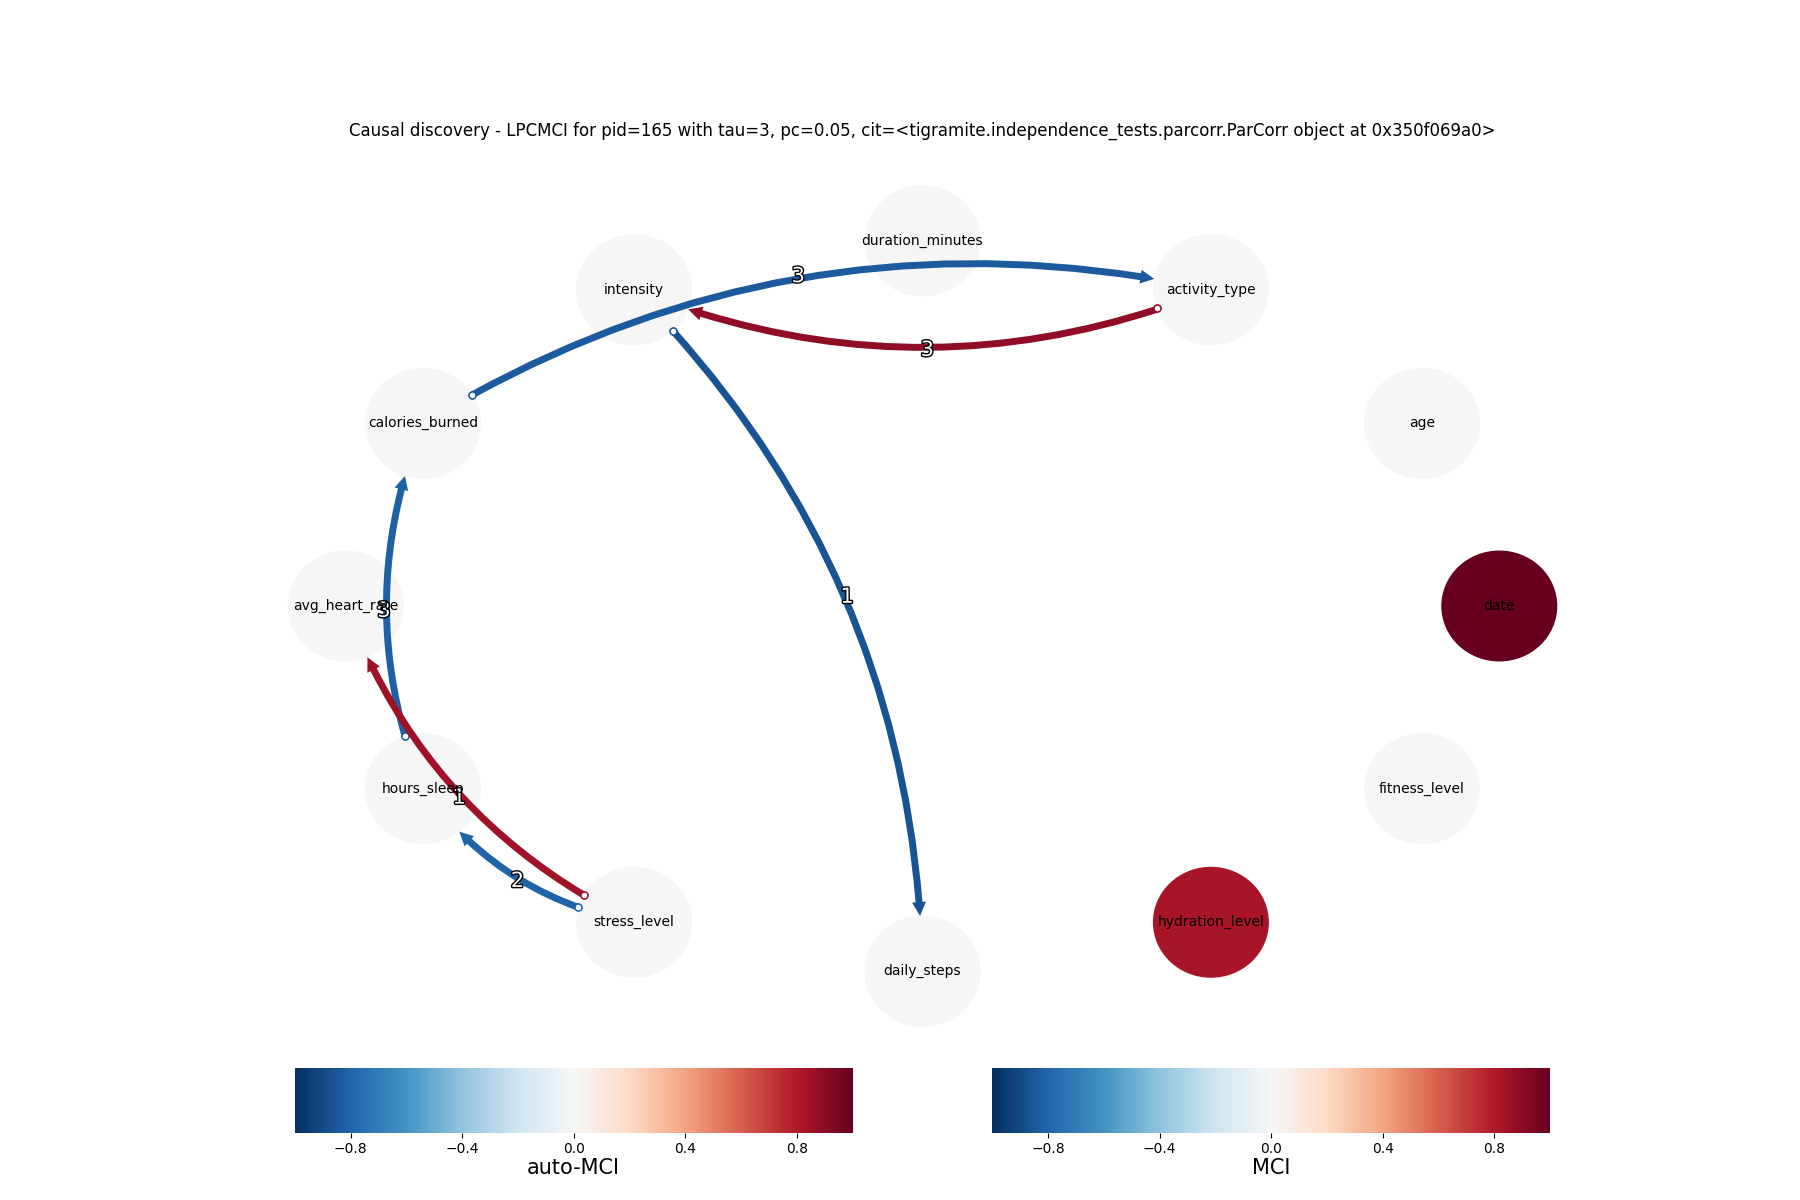 Causal discovery - LPCMCI for pid=165 with tau=3, pc=0.05, cit=<tigramite.independence_tests.parcorr.ParCorr object at 0x350f069a0>
duration_minutes
3
intensity
activity_type
3
calories_burned
age
1
avg_heart_rate
3
date
hours_sleep
1
fitness_level
2
stress_level
hydration_level
daily_steps
−0.8 −0.4 0.0 0.4 0.8
auto-MCI
−0.8 −0.4 0.0 0.4 0.8
MCI